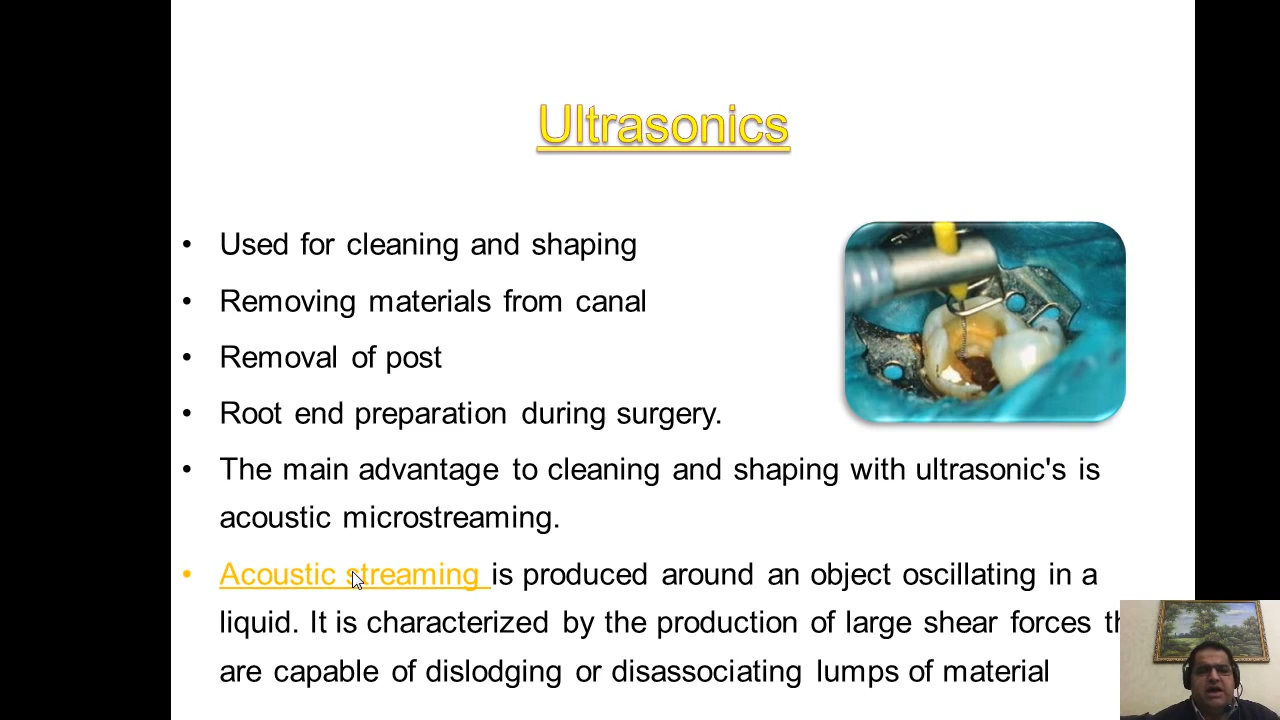 Ultrasonics
• Used for cleaning and shaping
• Removing materials from canal
• Removal of post
• Root end preparation during surgery.
• The main advantage to cleaning and shaping with ultrasonic's is
acoustic microstreaming.
• Acoustic streaming is produced around an object oscillating in a
liquid. It is characterized by the production of large shear forces
are capable of dislodging or disassociating lumps of material